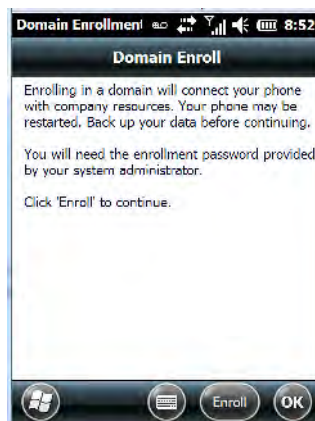 Domain Enrollment 8:52
Domain Enroll
Enrolling in a domain will connect your phone
with company resources. Your phone may be
restarted. Back up your data before continuing.
You will need the enrollment password provided
by your system administrator.
Click 'Enroll' to continue.
Enroll OK